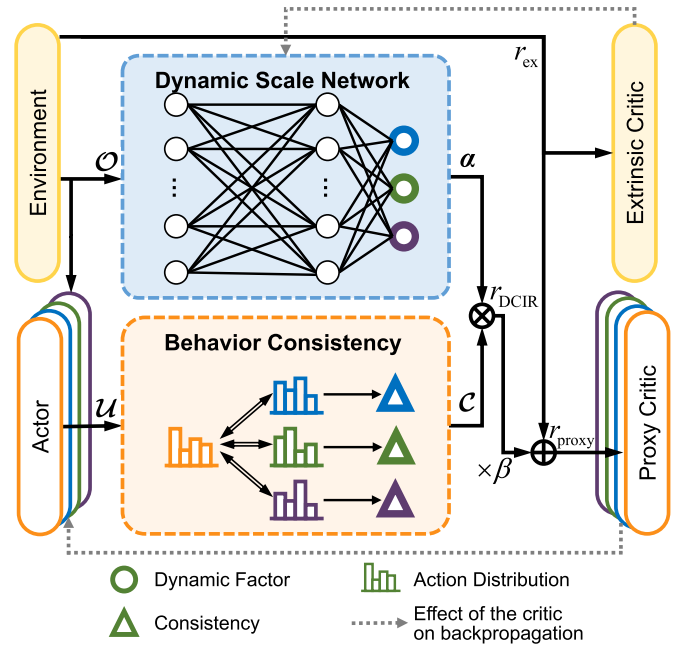 Environment
Dynamic Scale Network
r_ex
Extrinsic Critic
𝒪
⋮
⋮
α
r_DCIR
Actor
𝒰
Behavior Consistency
𝒞
r_proxy
×β
Proxy Critic
Dynamic Factor
Action Distribution
Consistency
Effect of the critic
on backpropagation